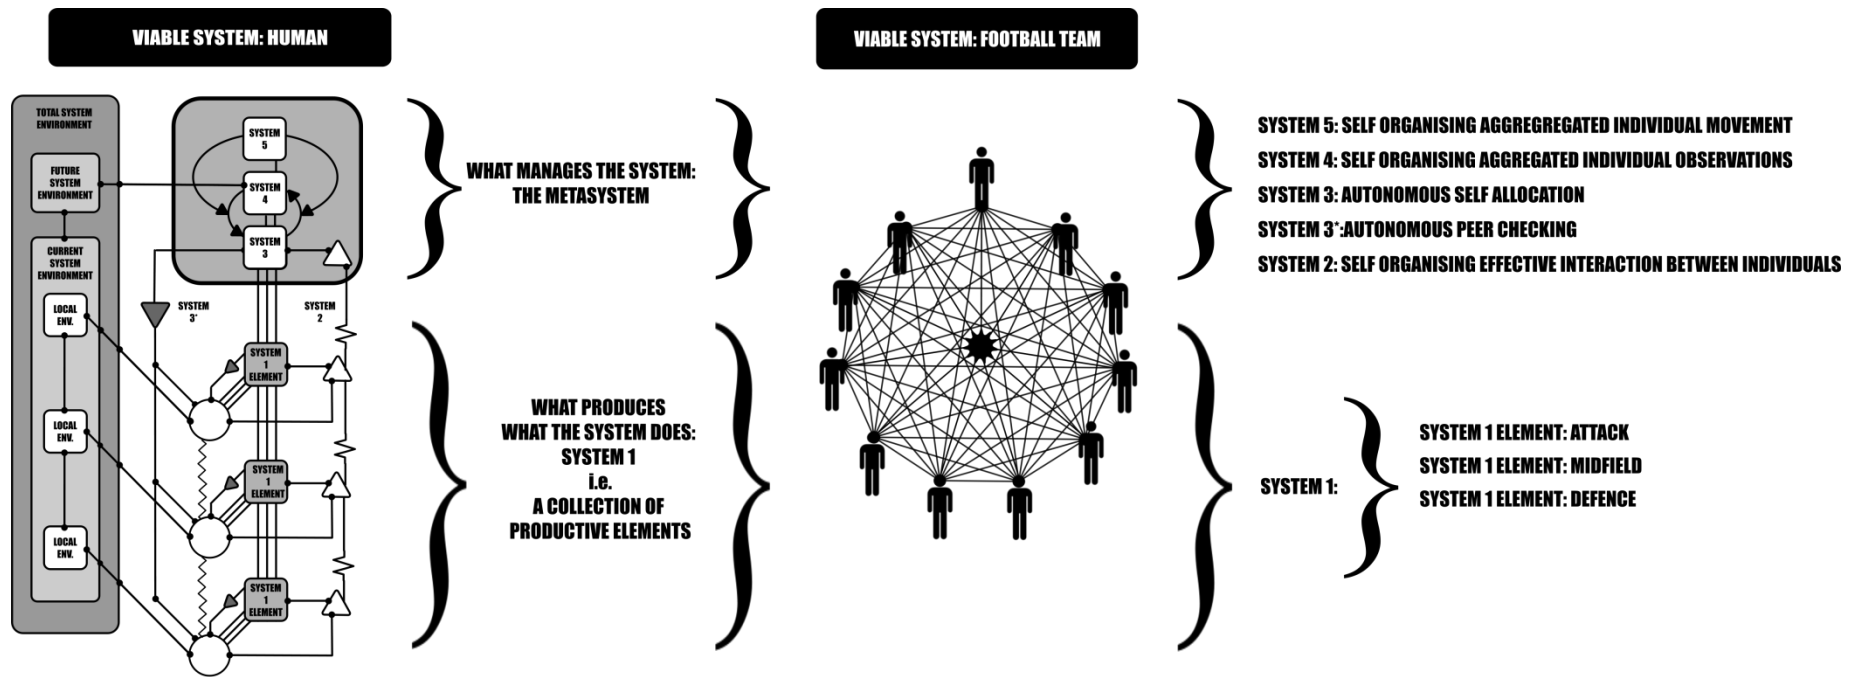 VIABLE SYSTEM: HUMAN
VIABLE SYSTEM: FOOTBALL TEAM
TOTAL SYSTEM
ENVIRONMENT
FUTURE
SYSTEM
ENVIRONMENT
CURRENT
SYSTEM
ENVIRONMENT
LOCAL
ENV.
LOCAL
ENV.
LOCAL
ENV.
SYSTEM
5
SYSTEM
4
SYSTEM
3
SYSTEM
3*
SYSTEM
2
SYSTEM
1
ELEMENT
SYSTEM
1
ELEMENT
SYSTEM
1
ELEMENT
WHAT MANAGES THE SYSTEM:
THE METASYSTEM
WHAT PRODUCES
WHAT THE SYSTEM DOES:
SYSTEM 1
i.e.
A COLLECTION OF
PRODUCTIVE ELEMENTS
SYSTEM 5: SELF ORGANISING AGGREGREGATED INDIVIDUAL MOVEMENT
SYSTEM 4: SELF ORGANISING AGGREGATED INDIVIDUAL OBSERVATIONS
SYSTEM 3: AUTONOMOUS SELF ALLOCATION
SYSTEM 3*:AUTONOMOUS PEER CHECKING
SYSTEM 2: SELF ORGANISING EFFECTIVE INTERACTION BETWEEN INDIVIDUALS
SYSTEM 1:
SYSTEM 1 ELEMENT: ATTACK
SYSTEM 1 ELEMENT: MIDFIELD
SYSTEM 1 ELEMENT: DEFENCE